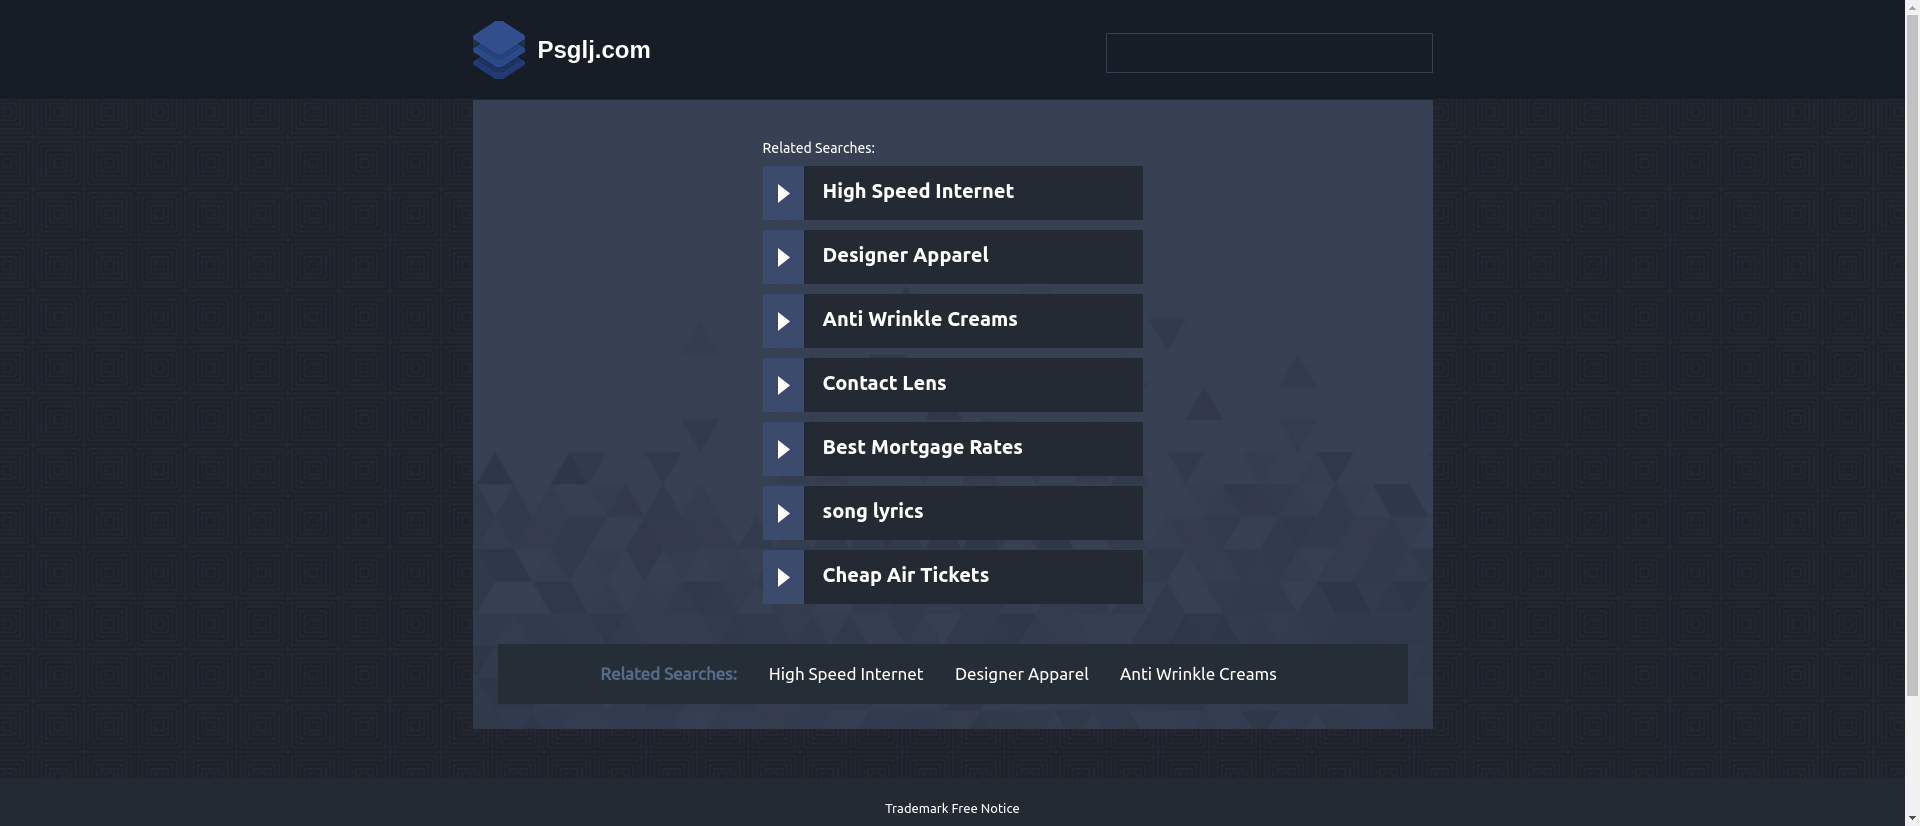 Psglj.com
Related Searches:
High Speed Internet
Designer Apparel
Anti Wrinkle Creams
Contact Lens
Best Mortgage Rates
song lyrics
Cheap Air Tickets
Related Searches: High Speed Internet Designer Apparel Anti Wrinkle Creams
Trademark Free Notice